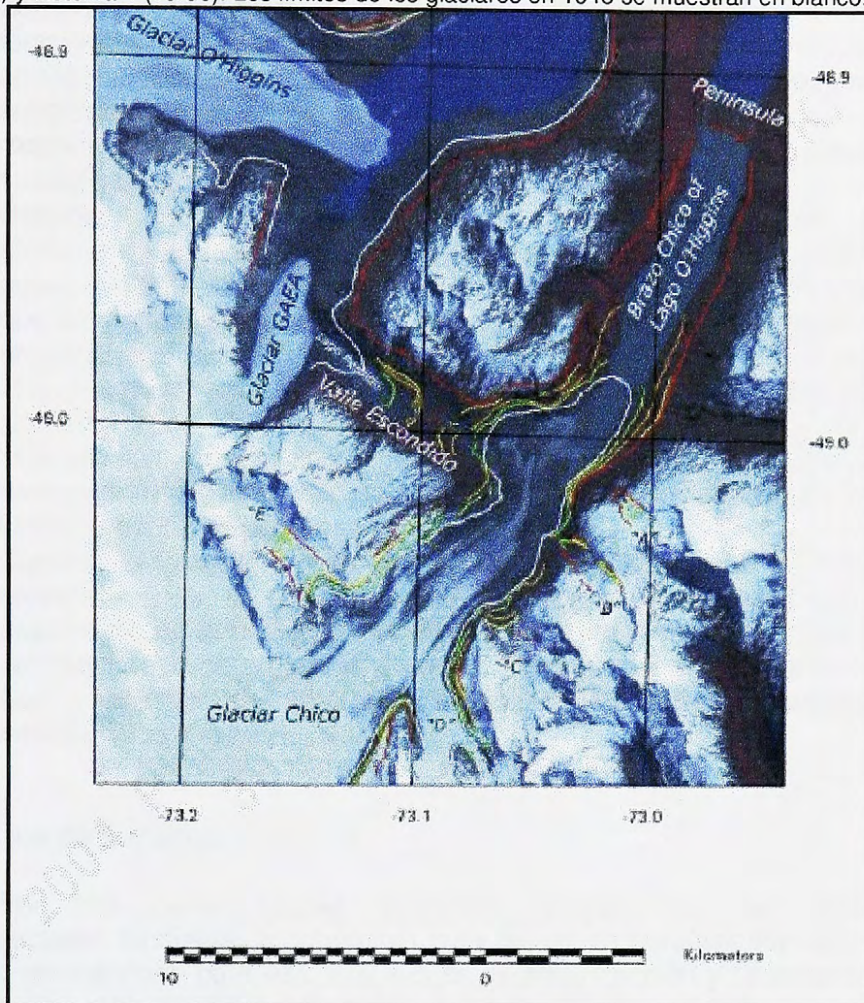 Los límites de los glaciares en 1945 se muestran en blanco.
-48.9
-48.9
Glaciar O'Higgins
Peninsula
Brazo Chico of
Lago O'Higgins
Glaciar GAEA
Valle Escondido
-49.0
-49.0
"E"
"A"
"B"
"C"
"D"
Glaciar Chico
-73.2
-73.1
-73.0
10
0
Kilometers
2004.